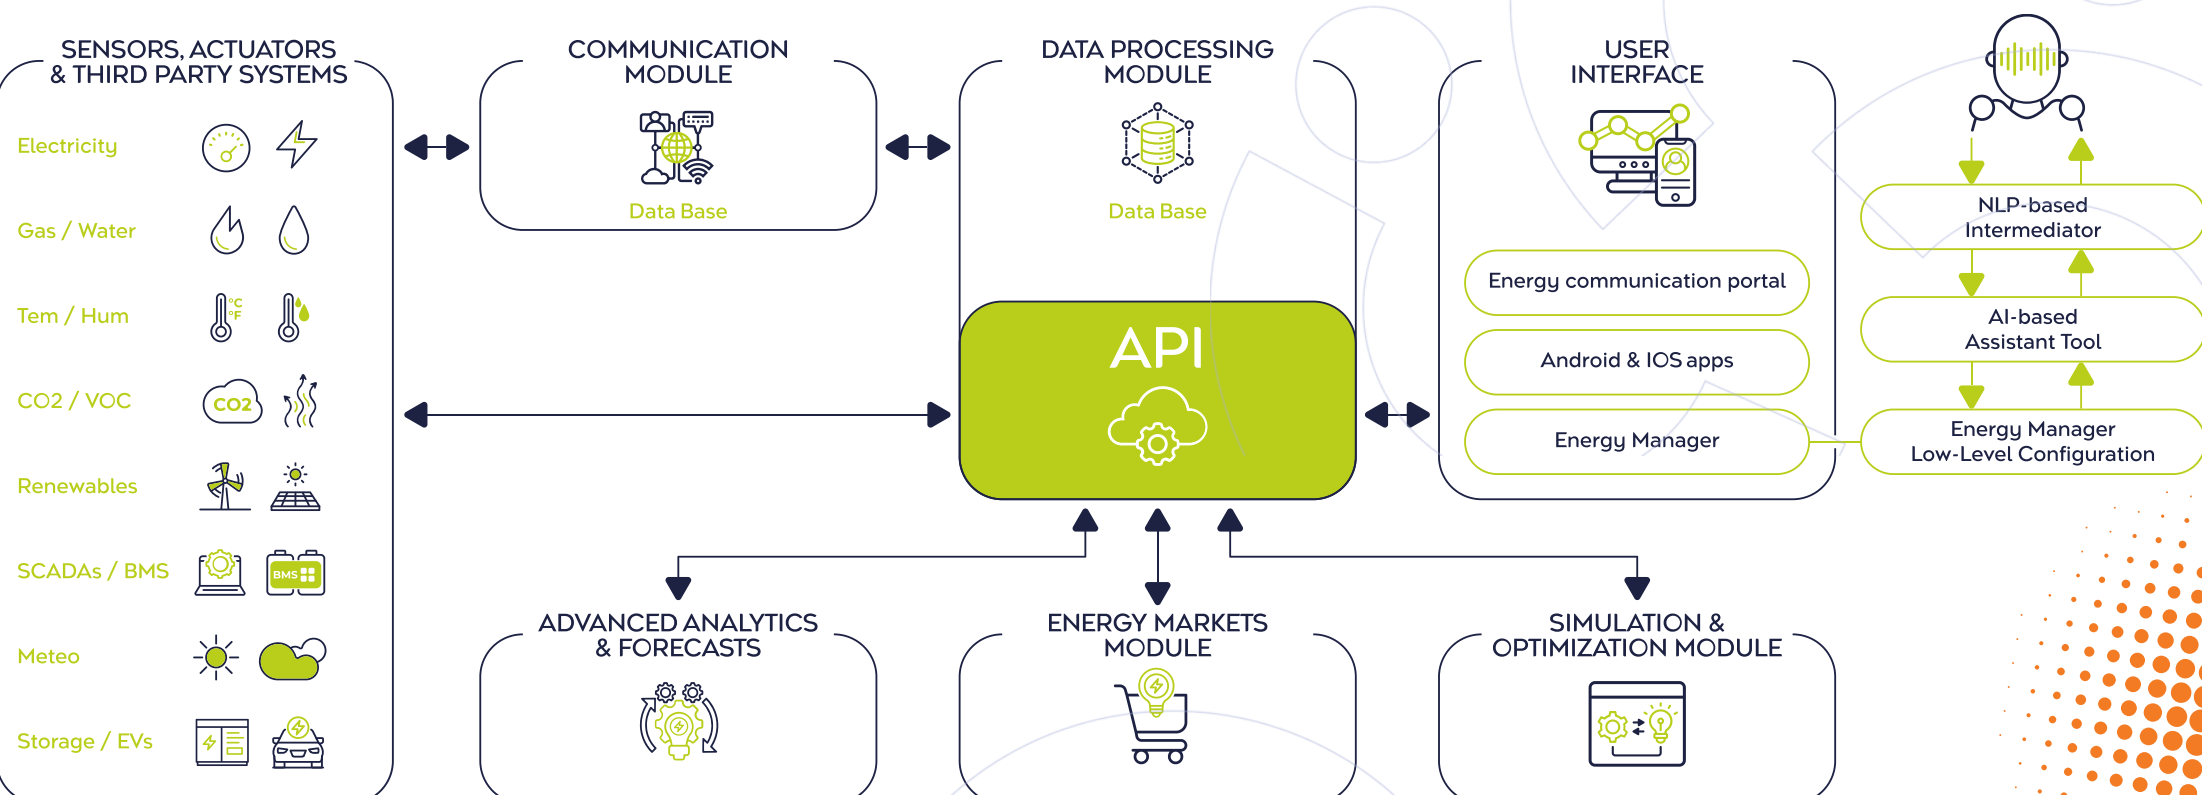 SENSORS, ACTUATORS
& THIRD PARTY SYSTEMS
Electricity
Gas / Water
Tem / Hum
°C
°F
CO2 / VOC
CO2
Renewables
SCADAs / BMS
BMS
Meteo
Storage / EVs
COMMUNICATION
MODULE
Data Base
DATA PROCESSING
MODULE
Data Base
API
USER
INTERFACE
Energy communication portal
Android & IOS apps
Energy Manager
NLP-based
Intermediator
AI-based
Assistant Tool
Energy Manager
Low-Level Configuration
ADVANCED ANALYTICS
& FORECASTS
ENERGY MARKETS
MODULE
SIMULATION &
OPTIMIZATION MODULE